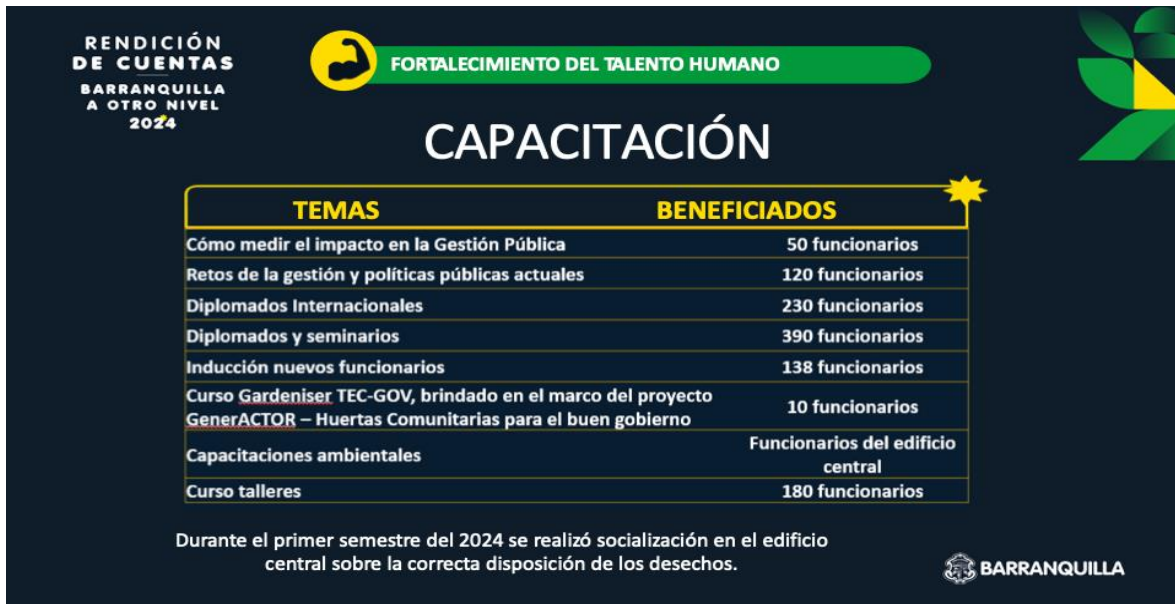 RENDICIÓN
DE CUENTAS
BARRANQUILLA
A OTRO NIVEL
2024
FORTALECIMIENTO DEL TALENTO HUMANO
CAPACITACIÓN
TEMAS BENEFICIADOS
Cómo medir el impacto en la Gestión Pública 50 funcionarios
Retos de la gestión y políticas públicas actuales 120 funcionarios
Diplomados Internacionales 230 funcionarios
Diplomados y seminarios 390 funcionarios
Inducción nuevos funcionarios 138 funcionarios
Curso Gardeniser TEC-GOV, brindado en el marco del proyecto
GenerACTOR – Huertas Comunitarias para el buen gobierno 10 funcionarios
Capacitaciones ambientales Funcionarios del edificio
central
Curso talleres 180 funcionarios
Durante el primer semestre del 2024 se realizó socialización en el edificio
central sobre la correcta disposición de los desechos.
BARRANQUILLA